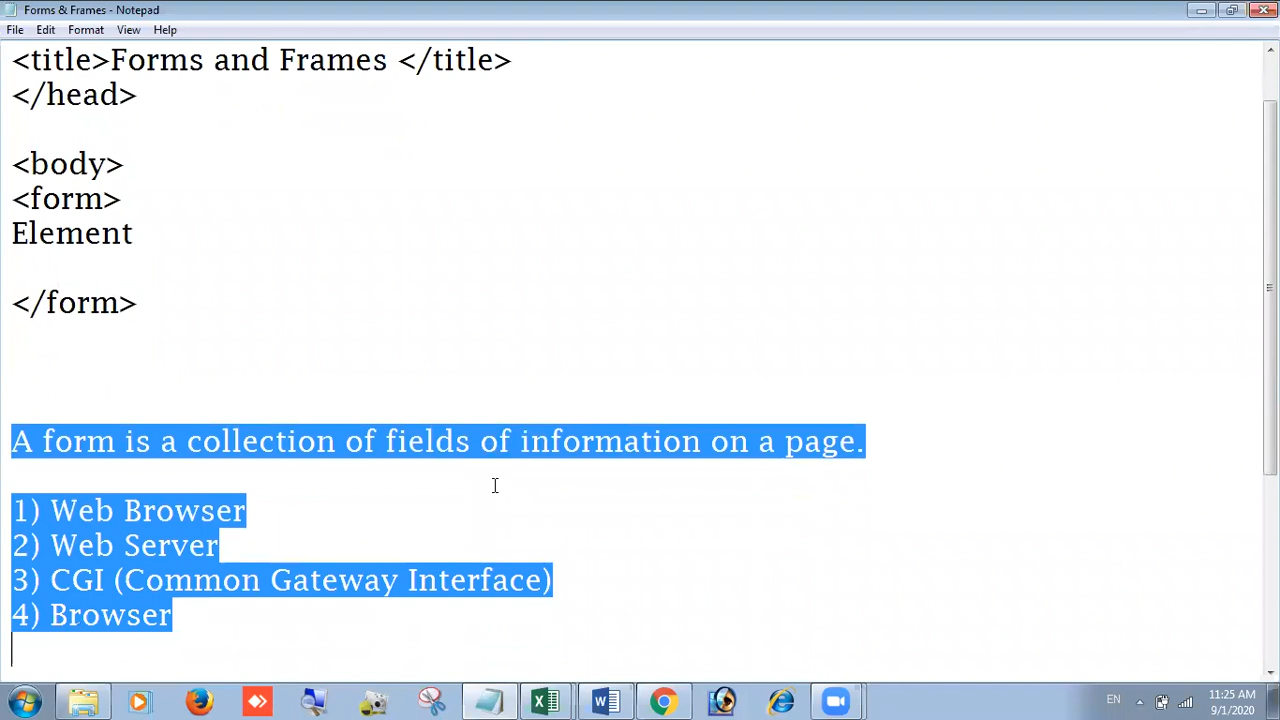 Forms & Frames - Notepad
File Edit Format View Help
<title>Forms and Frames </title>
</head>
<body>
<form>
Element
</form>
A form is a collection of fields of information on a page.
1) Web Browser
2) Web Server
3) CGI (Common Gateway Interface)
4) Browser
EN
11:25 AM
9/1/2020